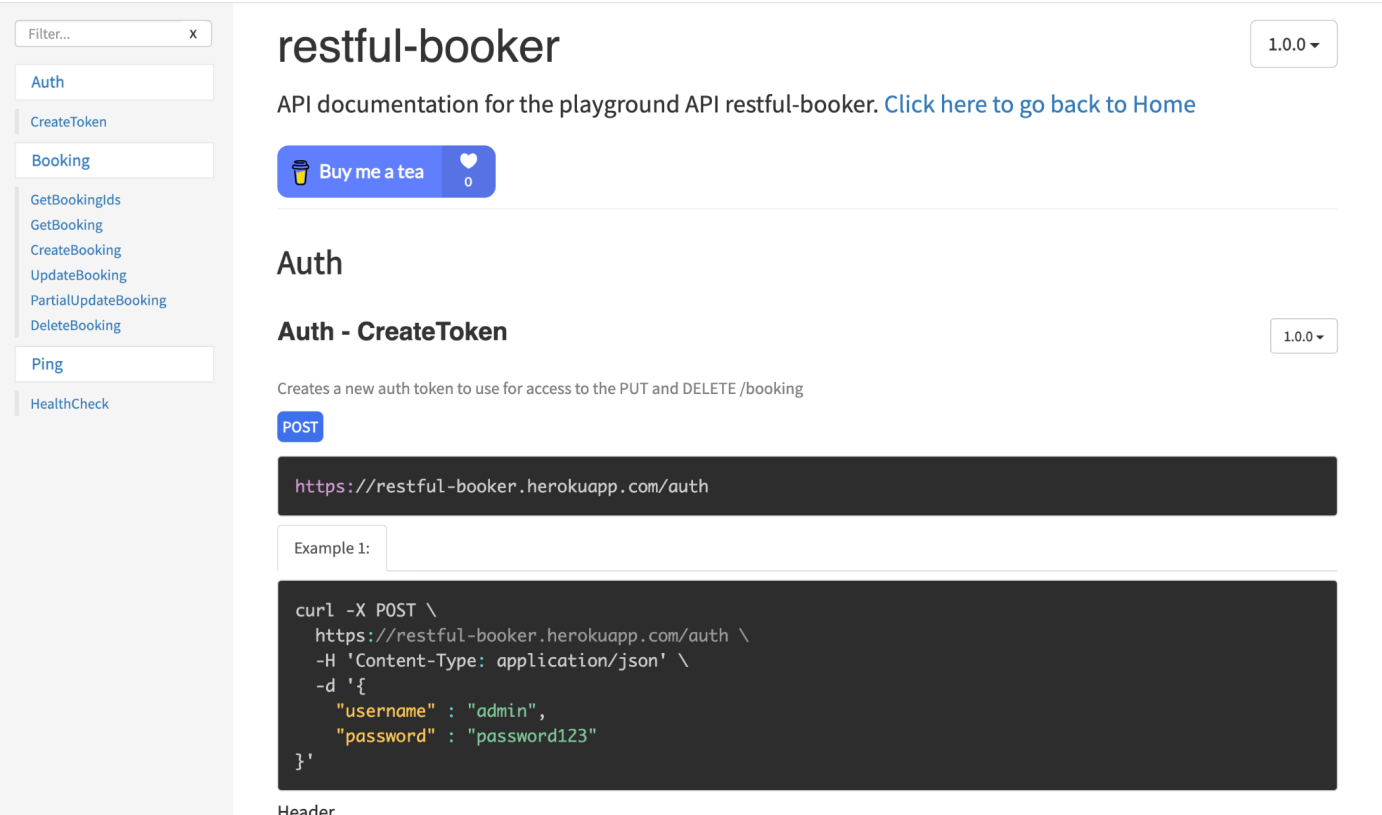 Filter...
x
Auth
CreateToken
Booking
GetBookingIds
GetBooking
CreateBooking
UpdateBooking
PartialUpdateBooking
DeleteBooking
Ping
HealthCheck
restful-booker
1.0.0
API documentation for the playground API restful-booker. Click here to go back to Home
Buy me a tea
0
Auth
Auth - CreateToken
1.0.0
Creates a new auth token to use for access to the PUT and DELETE /booking
POST
https://restful-booker.herokuapp.com/auth
Example 1:
curl -X POST \
https://restful-booker.herokuapp.com/auth \
-H 'Content-Type: application/json' \
-d '{
"username" : "admin",
"password" : "password123"
}'
Header